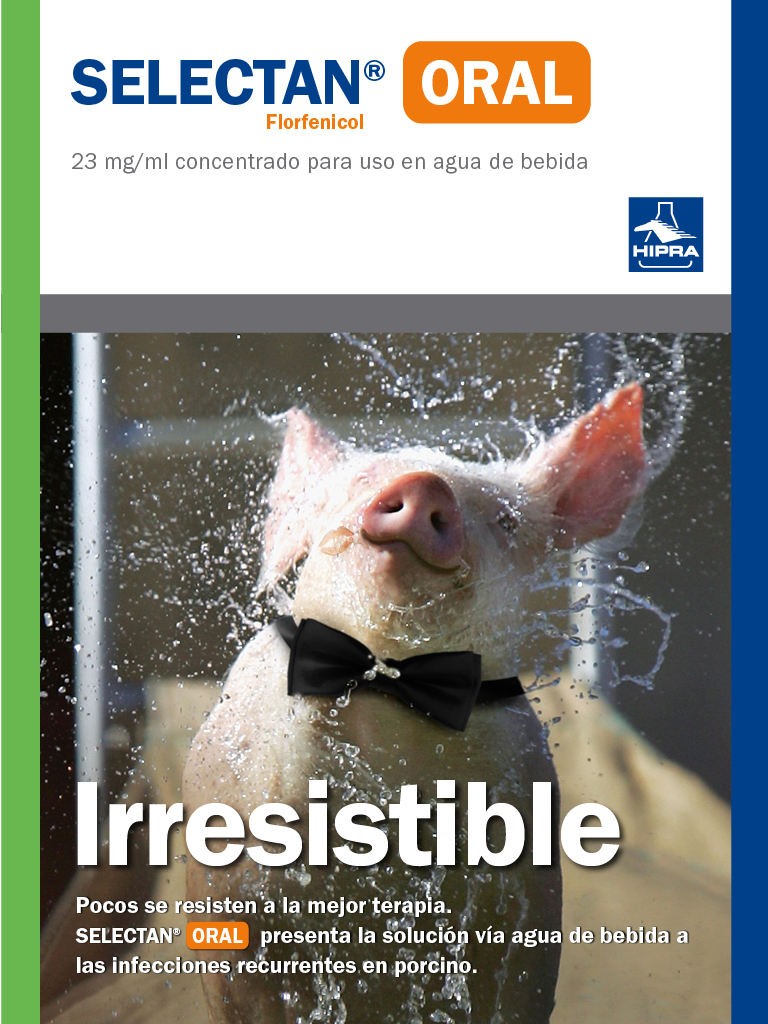 SELECTAN® ORAL
Florfenicol
23 mg/ml concentrado para uso en agua de bebida
HIPRA
Irresistible
Pocos se resisten a la mejor terapia.
SELECTAN® ORAL presenta la solución vía agua de bebida a
las infecciones recurrentes en porcino.